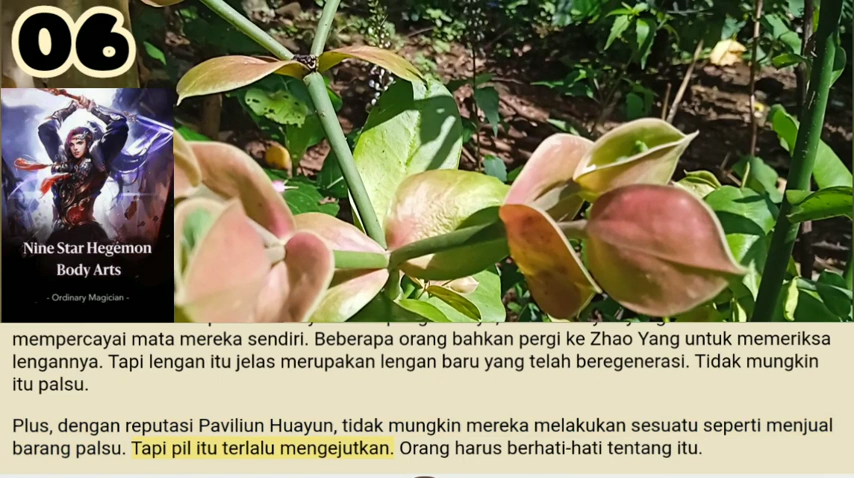 06
Nine Star Hegemon
Body Arts
- Ordinary Magician -
mempercayai mata mereka sendiri. Beberapa orang bahkan pergi ke Zhao Yang untuk memeriksa
lengannya. Tapi lengan itu jelas merupakan lengan baru yang telah beregenerasi. Tidak mungkin
itu palsu.
Plus, dengan reputasi Paviliun Huayun, tidak mungkin mereka melakukan sesuatu seperti menjual
barang palsu. Tapi pil itu terlalu mengejutkan. Orang harus berhati-hati tentang itu.